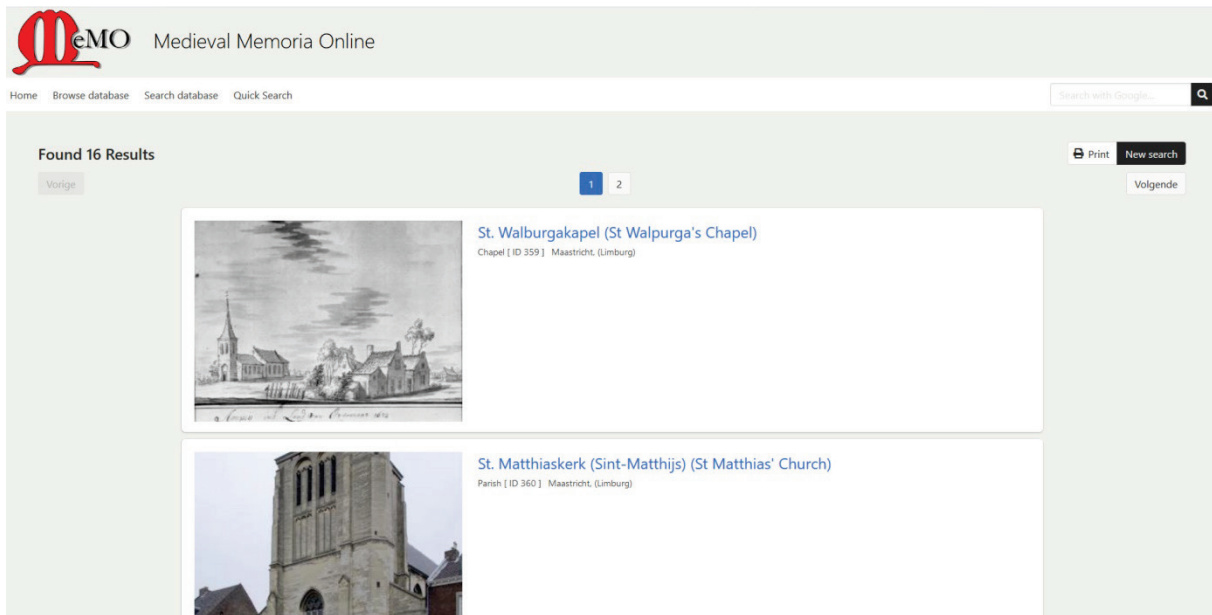 MeMO Medieval Memoria Online
Home Browse database Search database Quick Search Search with Google...
Found 16 Results Print New search
Vorige 1 2 Volgende
St. Walburgakapel (St Walpurga's Chapel)
Chapel [ ID 359 ] Maastricht, (Limburg)
St. Matthiaskerk (Sint-Matthijs) (St Matthias' Church)
Parish [ ID 360 ] Maastricht, (Limburg)